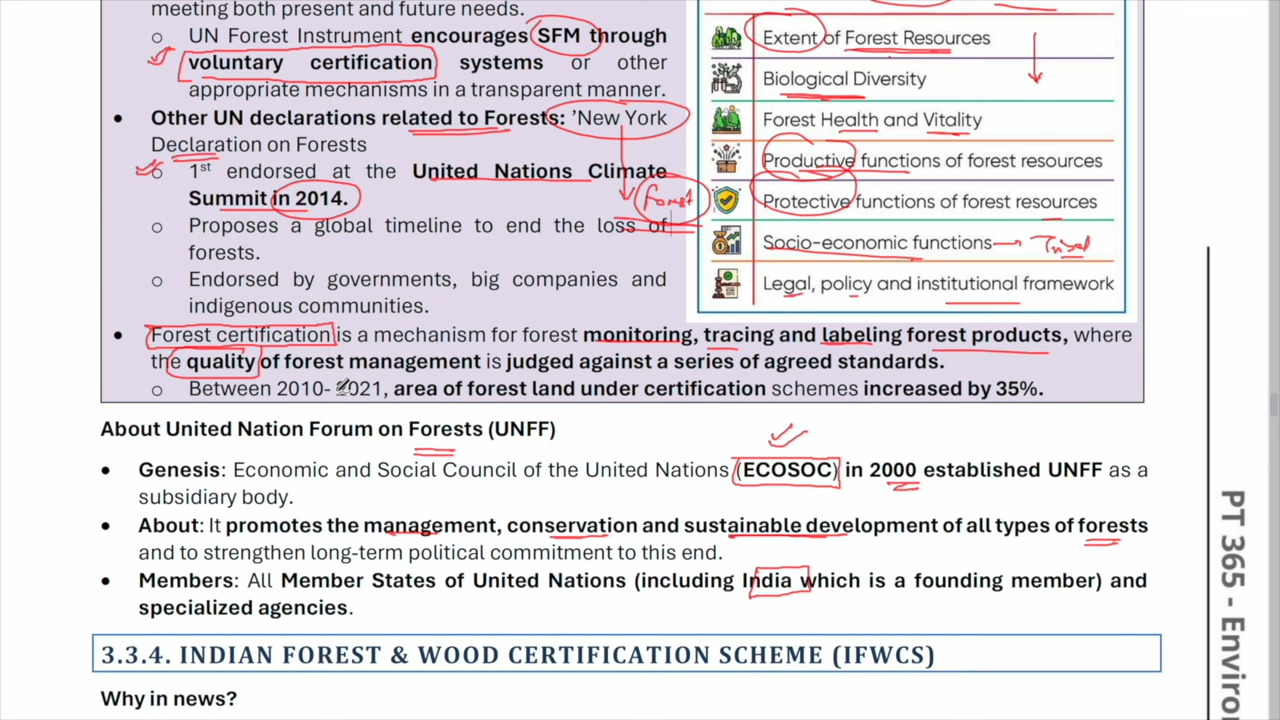 meeting both present and future needs.
o UN Forest Instrument encourages SFM through
voluntary certification systems or other
appropriate mechanisms in a transparent manner.
• Other UN declarations related to Forests: 'New York
Declaration on Forests
o 1st endorsed at the United Nations Climate
Summit in 2014.
Forest
o Proposes a global timeline to end the loss of
forests.
o Endorsed by governments, big companies and
indigenous communities.
Extent of Forest Resources
Biological Diversity
Forest Health and Vitality
Productive functions of forest resources
Protective functions of forest resources
Socio-economic functions
Legal, policy and institutional framework
• Forest certification is a mechanism for forest monitoring, tracing and labeling forest products, where
the quality of forest management is judged against a series of agreed standards.
o Between 2010-2021, area of forest land under certification schemes increased by 35%.
About United Nation Forum on Forests (UNFF)
• Genesis: Economic and Social Council of the United Nations (ECOSOC) in 2000 established UNFF as a
subsidiary body.
• About: It promotes the management, conservation and sustainable development of all types of forests
and to strengthen long-term political commitment to this end.
• Members: All Member States of United Nations (including India which is a founding member) and
specialized agencies.
3.3.4. INDIAN FOREST & WOOD CERTIFICATION SCHEME (IFWCS)
Why in news?
PT 365 - Environ